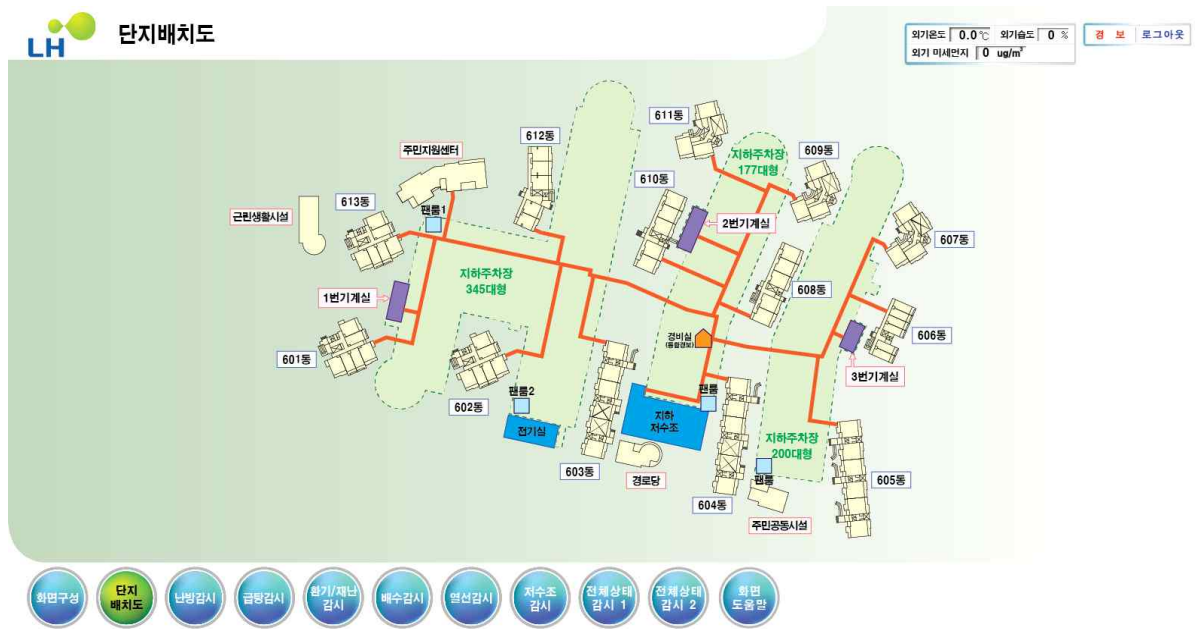 LH
단지배치도
외기온도 0.0 ℃ 외기습도 0 %
외기 미세먼지 0 ug/m³
경 보 로그아웃
611동
612동
지하주차장
177대형
609동
주민지원센터
610동
613동
팬룸1
근린생활시설
2번기계실
607동
지하주차장
345대형
608동
1번기계실
경비실
(통합경보)
606동
601동
3번기계실
팬룸2
팬룸
602동
지하
저수조
전기실
지하주차장
200대형
603동
경로당
팬룸
605동
604동
주민공동시설
화면구성
단지
배치도
난방감시
급탕감시
환기/재난
감시
배수감시
열선감시
저수조
감시
전체상태
감시 1
전체상태
감시 2
화면
도움말